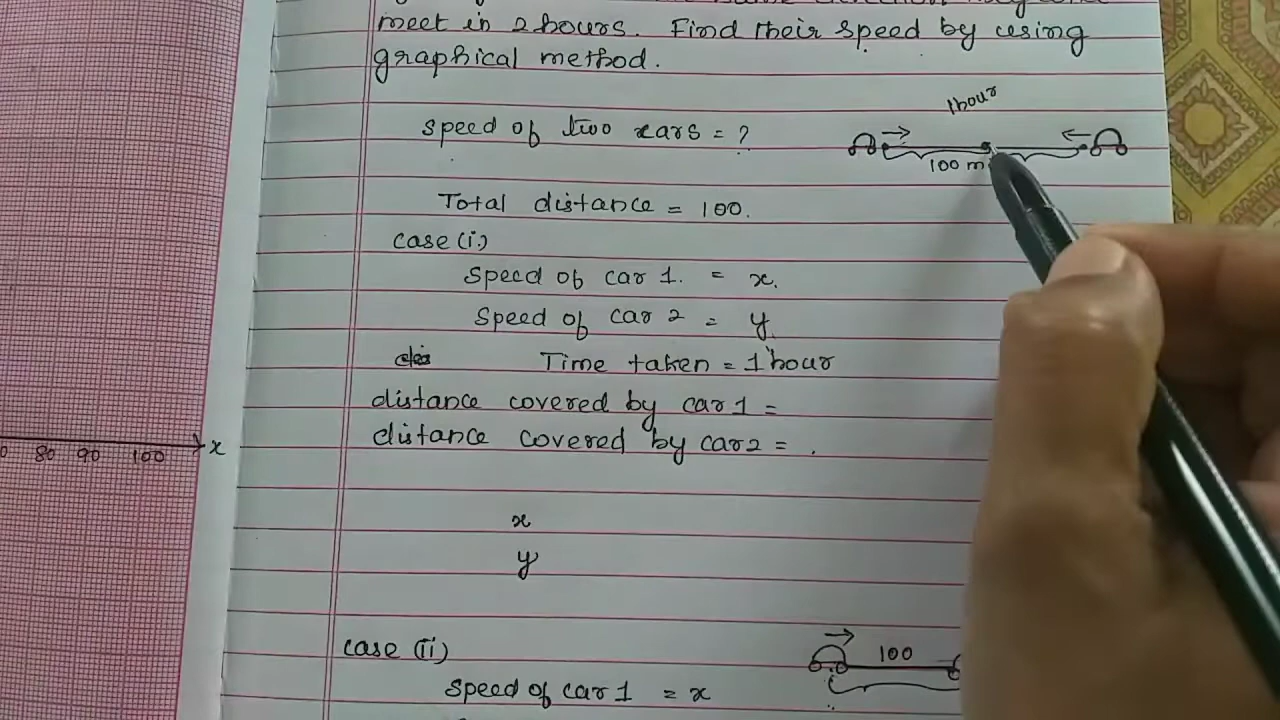 meet in 2 hours. Find their speed by using
graphical method.
1 hour
speed of two cars = ?
100 m
Total distance = 100.
case (i)
Speed of car 1. = x.
Speed of car 2 = y.
Time taken = 1 hour
distance covered by car 1 =
distance covered by car 2 = .
0 80 90 100 x
x
y
case (ii)
100
Speed of car 1 = x